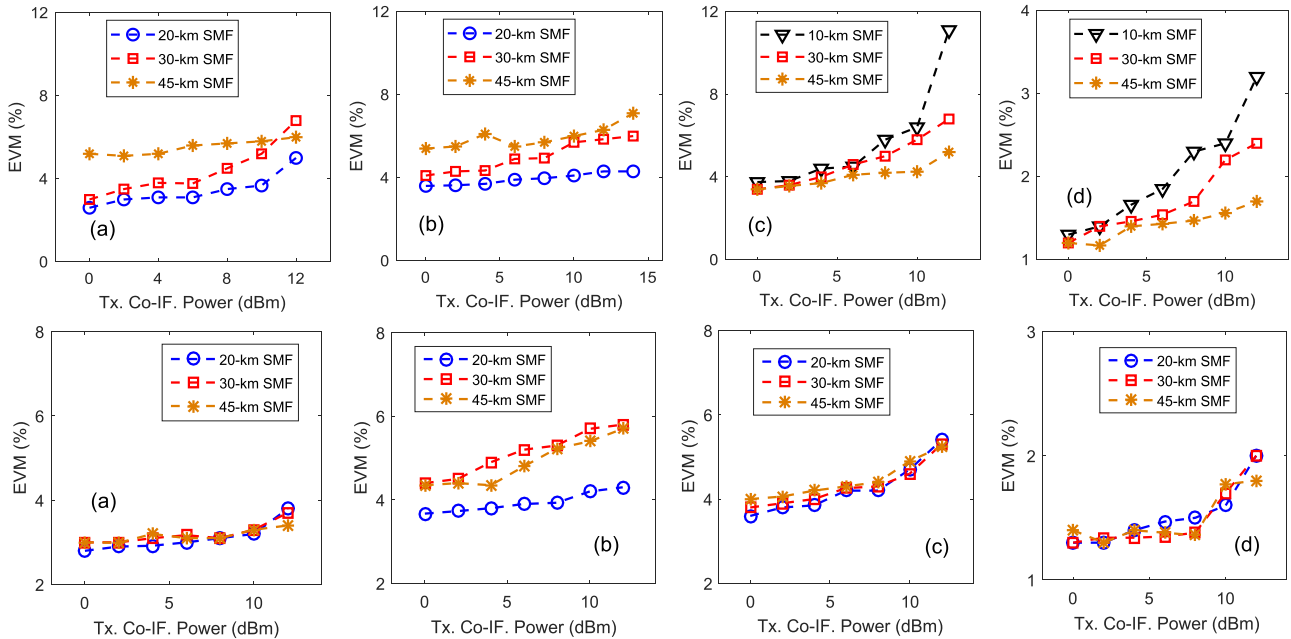 12
8
4
0
EVM (%)
20-km SMF
30-km SMF
45-km SMF
(a)
0 4 8 12
Tx. Co-IF. Power (dBm)
12
8
4
0
EVM (%)
20-km SMF
30-km SMF
45-km SMF
(b)
0 5 10 15
Tx. Co-IF. Power (dBm)
12
8
4
0
EVM (%)
10-km SMF
30-km SMF
45-km SMF
(c)
0 5 10
Tx. Co-IF. Power (dBm)
4
3
2
1
EVM (%)
10-km SMF
30-km SMF
45-km SMF
(d)
0 5 10
Tx. Co-IF. Power (dBm)
8
6
4
2
EVM (%)
20-km SMF
30-km SMF
45-km SMF
(a)
0 5 10
Tx. Co-IF. Power (dBm)
8
6
4
2
EVM (%)
20-km SMF
30-km SMF
45-km SMF
(b)
0 5 10
Tx. Co-IF. Power (dBm)
8
6
4
2
EVM (%)
20-km SMF
30-km SMF
45-km SMF
(c)
0 5 10
Tx. Co-IF. Power (dBm)
3
2
1
EVM (%)
20-km SMF
30-km SMF
45-km SMF
(d)
0 5 10
Tx. Co-IF. Power (dBm)